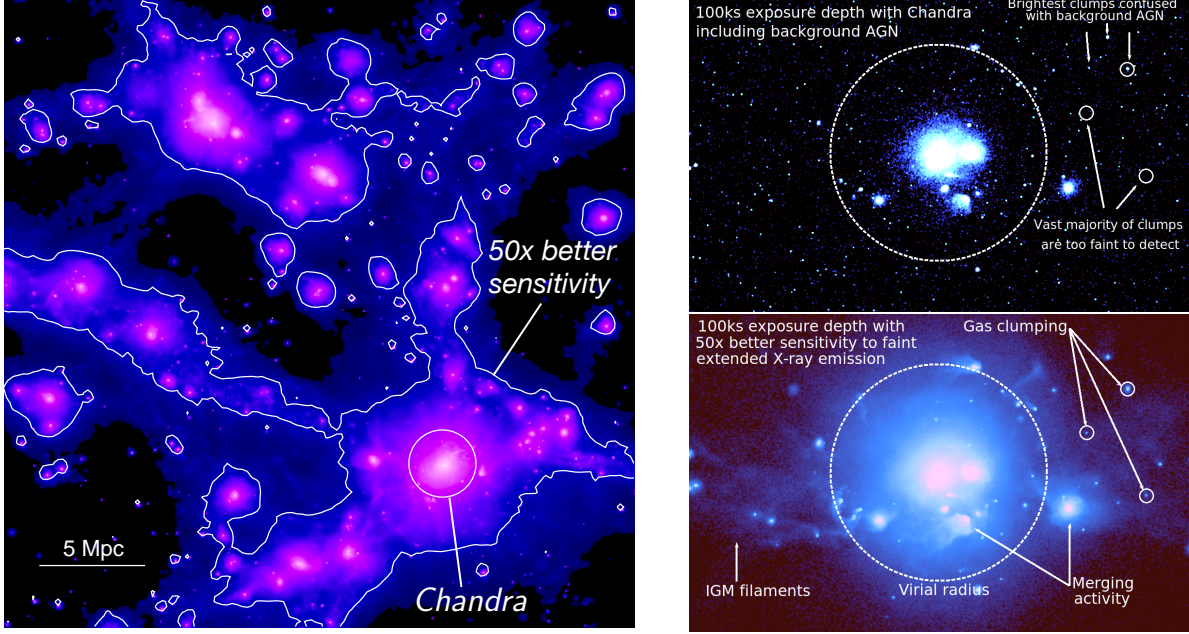 50x better
sensitivity
5 Mpc
Chandra
100ks exposure depth with Chandra
including background AGN
Brightest clumps confused
with background AGN
Vast majority of clumps
are too faint to detect
100ks exposure depth with
50x better sensitivity to faint
extended X-ray emission
Gas clumping
IGM filaments
Virial radius
Merging
activity